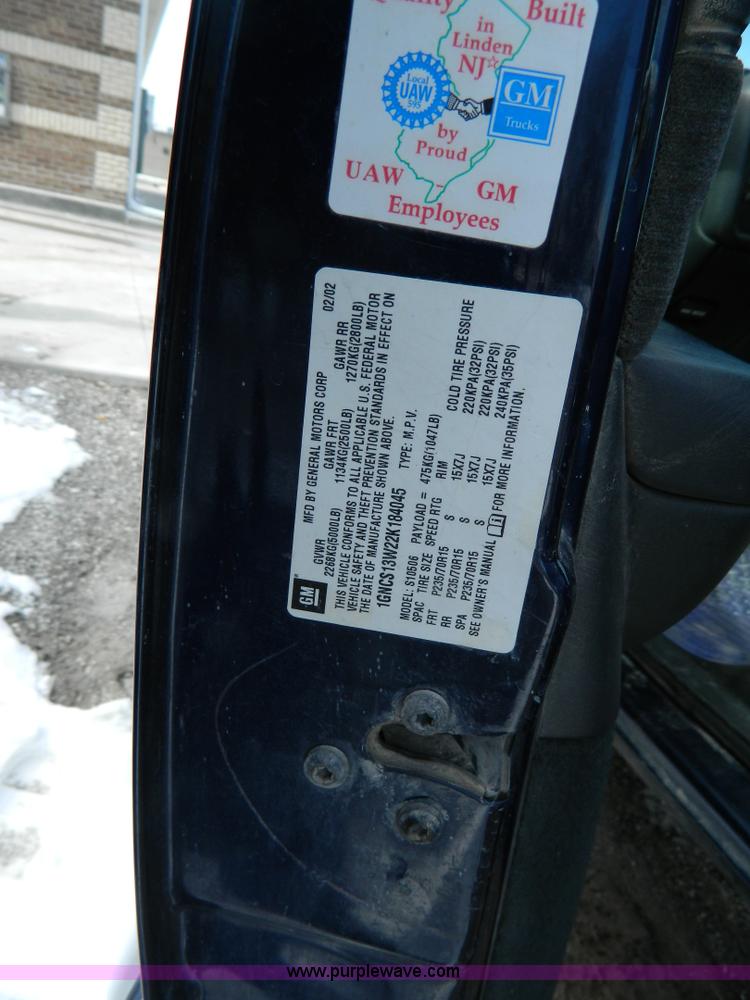 Quality Built
in
Linden
NJ
Local
UAW
595
GM
Trucks
by
Proud
UAW - GM
Employees
GM
MFD BY GENERAL MOTORS CORP 02/02
GVWR GAWR FRT GAWR RR
2268KG(5000LB) 1134KG(2500LB) 1270KG(2800LB)
THIS VEHICLE CONFORMS TO ALL APPLICABLE U.S. FEDERAL MOTOR
VEHICLE SAFETY AND THEFT PREVENTION STANDARDS IN EFFECT ON
THE DATE OF MANUFACTURE SHOWN ABOVE.
1GNCS13W22K184045 TYPE: M.P.V.
MODEL: S10506 PAYLOAD = 475KG(1047LB)
SPAC TIRE SIZE SPEED RTG RIM COLD TIRE PRESSURE
FRT P235/70R15 S 15X7J 220KPA(32PSI)
RR P235/70R15 S 15X7J 220KPA(32PSI)
SPA P235/70R15 S 15X7J 240KPA(35PSI)
SEE OWNER'S MANUAL FOR MORE INFORMATION.
www.purplewave.com